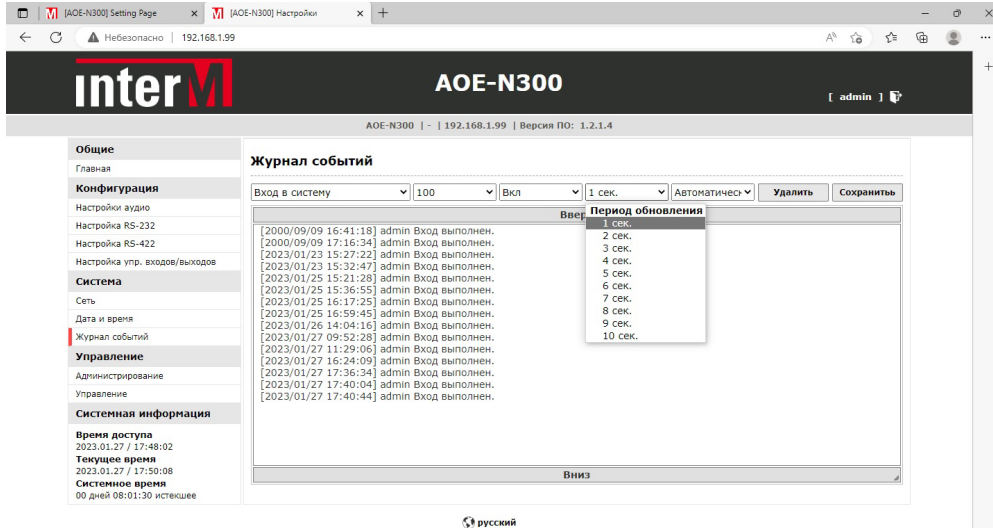 [AOE-N300] Setting Page
[AOE-N300] Настройки
Небезопасно | 192.168.1.99
interM
AOE-N300
[ admin ]
AOE-N300 | - | 192.168.1.99 | Версия ПО: 1.2.1.4
Общие
Главная
Конфигурация
Настройки аудио
Настройка RS-232
Настройка RS-422
Настройка упр. входов/выходов
Система
Сеть
Дата и время
Журнал событий
Управление
Администрирование
Управление
Системная информация
Время доступа
2023.01.27 / 17:48:02
Текущее время
2023.01.27 / 17:50:08
Системное время
00 дней 08:01:30 истекшее
Журнал событий
Вход в систему 100 Вкл 1 сек. Автоматическ Удалить Сохранитьь
Ввер
Период обновления
1 сек.
2 сек.
3 сек.
4 сек.
5 сек.
6 сек.
7 сек.
8 сек.
9 сек.
10 сек.
[2000/09/09 16:41:18] admin Вход выполнен.
[2000/09/09 17:16:34] admin Вход выполнен.
[2023/01/23 15:27:22] admin Вход выполнен.
[2023/01/23 15:32:47] admin Вход выполнен.
[2023/01/25 15:21:28] admin Вход выполнен.
[2023/01/25 15:36:55] admin Вход выполнен.
[2023/01/25 16:17:25] admin Вход выполнен.
[2023/01/25 16:59:45] admin Вход выполнен.
[2023/01/26 14:04:16] admin Вход выполнен.
[2023/01/27 09:52:28] admin Вход выполнен.
[2023/01/27 11:29:06] admin Вход выполнен.
[2023/01/27 16:24:09] admin Вход выполнен.
[2023/01/27 17:36:34] admin Вход выполнен.
[2023/01/27 17:40:04] admin Вход выполнен.
[2023/01/27 17:40:44] admin Вход выполнен.
Вниз
русский